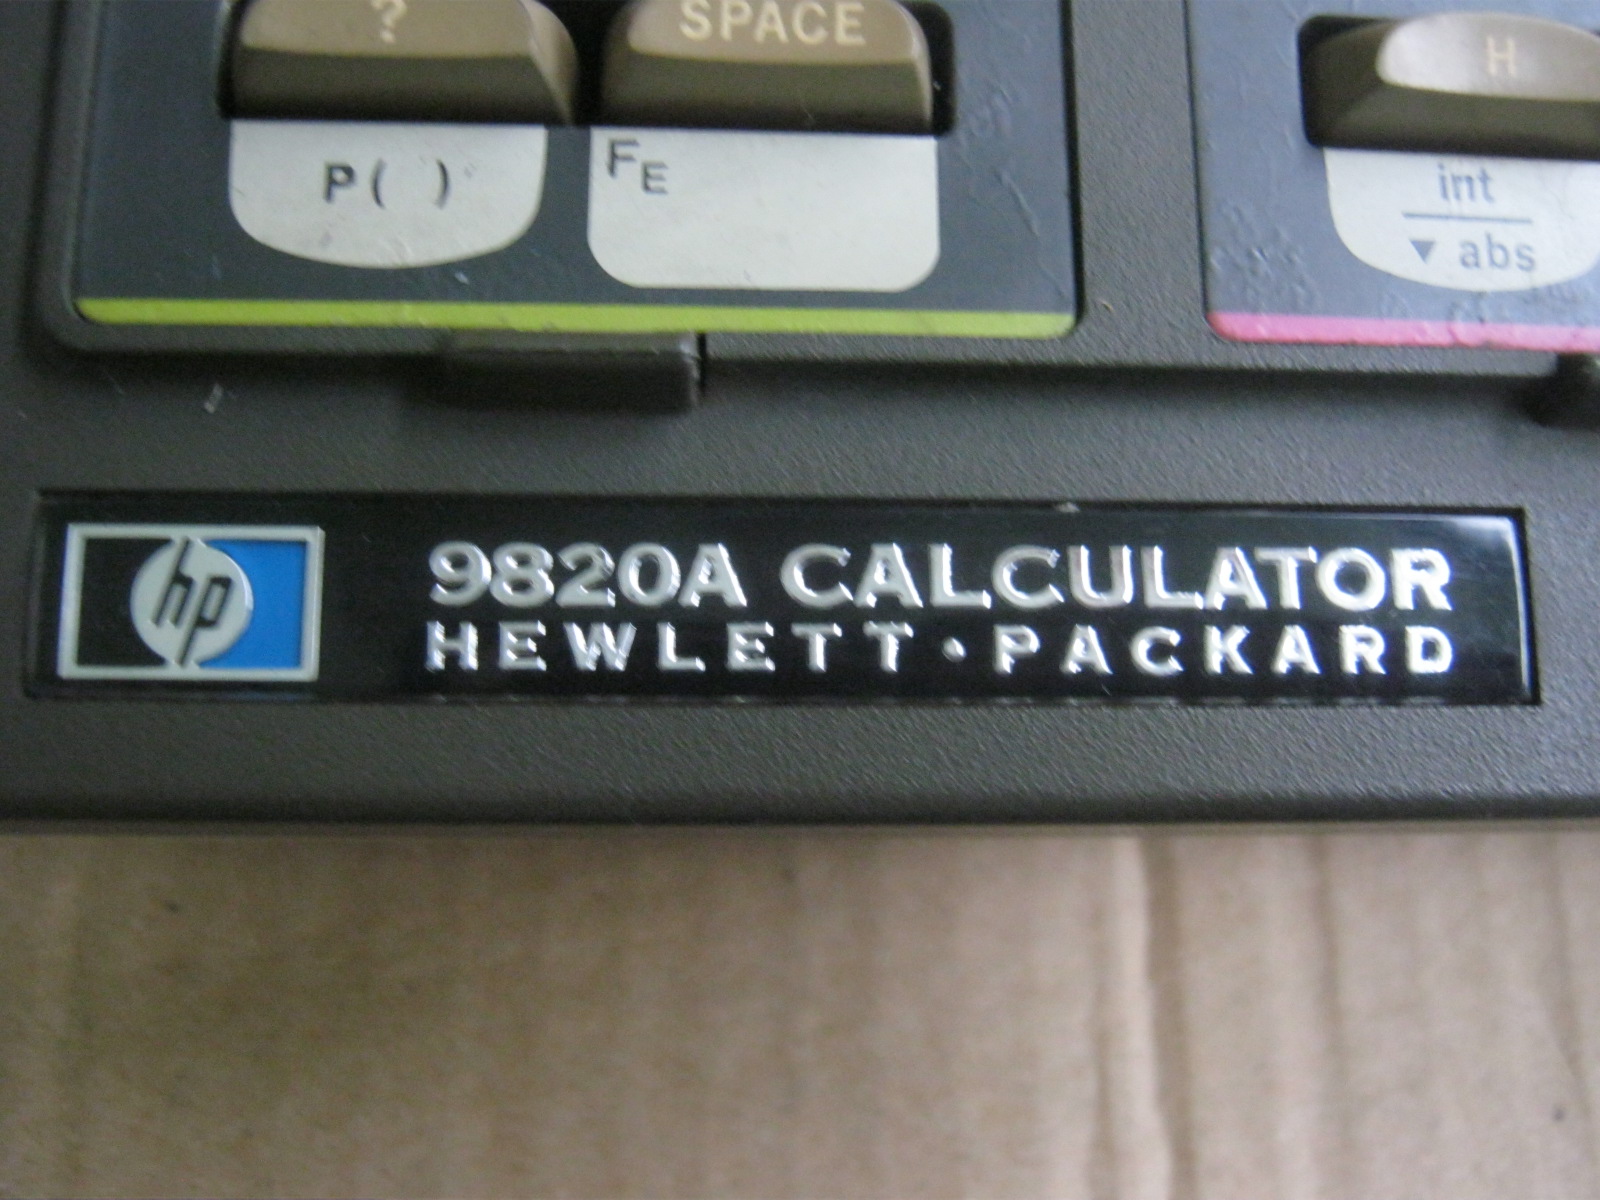 ?
SPACE
H
P( )
FE
int
▼ abs
hp
9820A CALCULATOR
HEWLETT·PACKARD